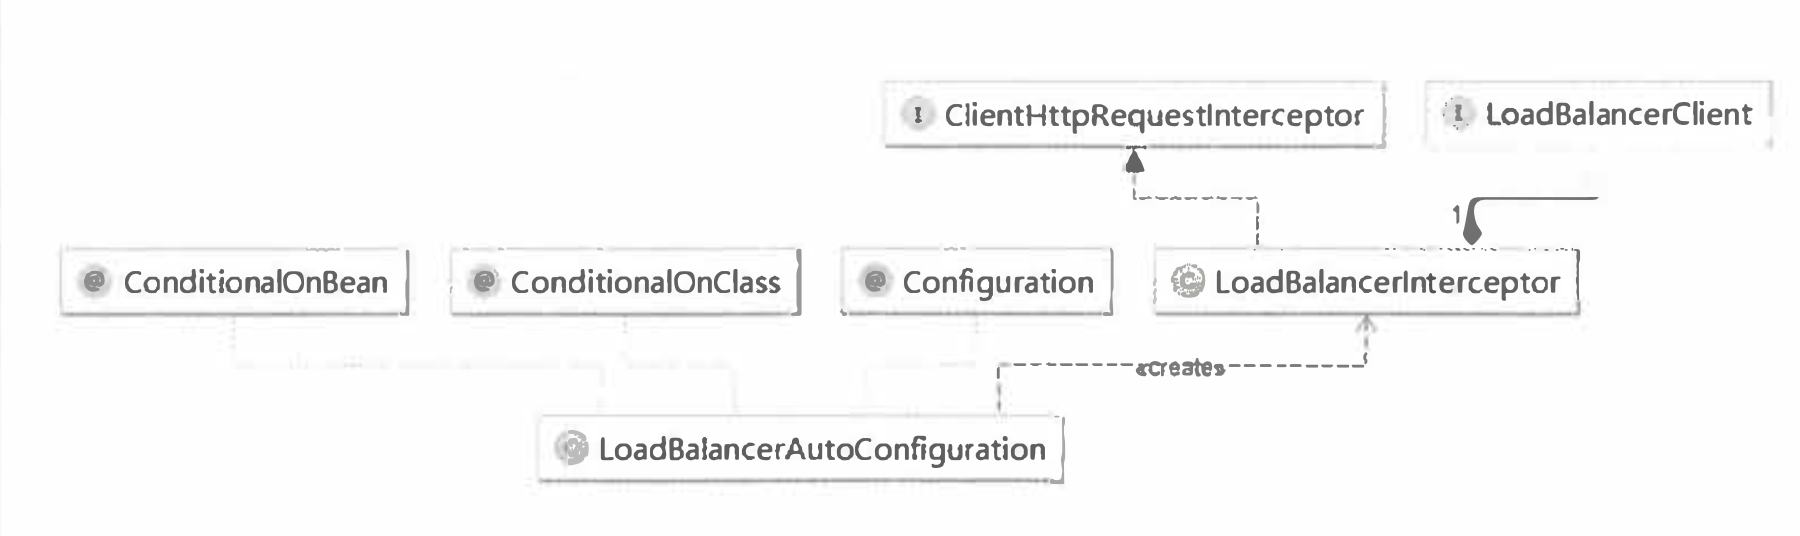 I ClientHttpRequestInterceptor
I LoadBalancerClient
1
@ ConditionalOnBean
@ ConditionalOnClass
@ Configuration
LoadBalancerInterceptor
«creates»
LoadBalancerAutoConfiguration